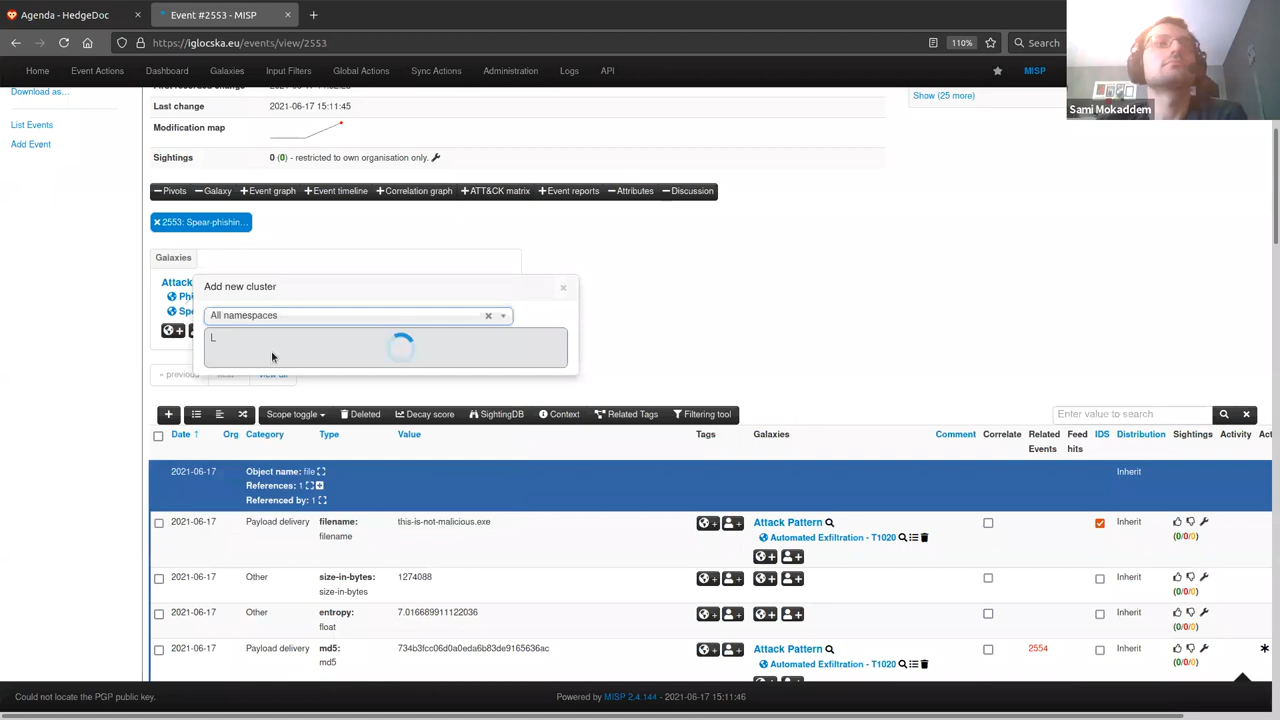 Agenda - HedgeDoc
Event #2553 - MISP
https://iglocska.eu/events/view/2553
110%
Search
Home Event Actions Dashboard Galaxies Input Filters Global Actions Sync Actions Administration Logs API
MISP
Sami Mokaddem
Download as...
List Events
Add Event
Last change 2021-06-17 15:11:45
Modification map
Sightings 0 (0) - restricted to own organisation only.
Show (25 more)
Pivots Galaxy Event graph Event timeline Correlation graph ATT&CK matrix Event reports Attributes Discussion
2553: Spear-phishin...
Galaxies
Attack
Phi
Spe
Add new cluster
All namespaces
L
« previous view all
Scope toggle Deleted Decay score SightingDB Context Related Tags Filtering tool
Enter value to search
Date Org Category Type Value Tags Galaxies Comment Correlate Related Events Feed hits IDS Distribution Sightings Activity Act
2021-06-17 Object name: file Inherit
References: 1
Referenced by: 1
2021-06-17 Payload delivery filename: filename this-is-not-malicious.exe Attack Pattern Inherit
Automated Exfiltration - T1020 (0/0/0)
2021-06-17 Other size-in-bytes: size-in-bytes 1274088 Inherit
(0/0/0)
2021-06-17 Other entropy: float 7.016689911122036 Inherit
(0/0/0)
2021-06-17 Payload delivery md5: md5 734b3fcc06d0a0eda6b83de9165636ac Attack Pattern 2554 Inherit
Automated Exfiltration - T1020 (0/0/0)
Could not locate the PGP public key.
Powered by MISP 2.4.144 - 2021-06-17 15:11:46